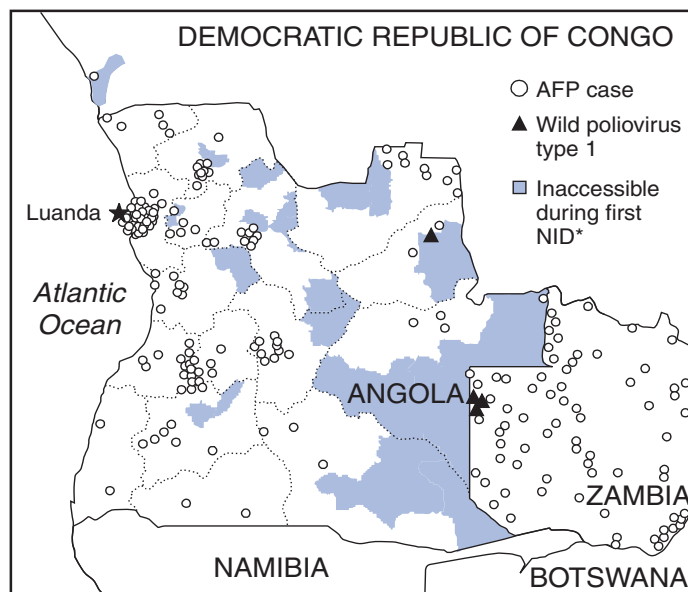 DEMOCRATIC REPUBLIC OF CONGO
AFP case
Wild poliovirus
type 1
Inaccessible
during first
NID*
Luanda
Atlantic
Ocean
ANGOLA
ZAMBIA
NAMIBIA
BOTSWANA